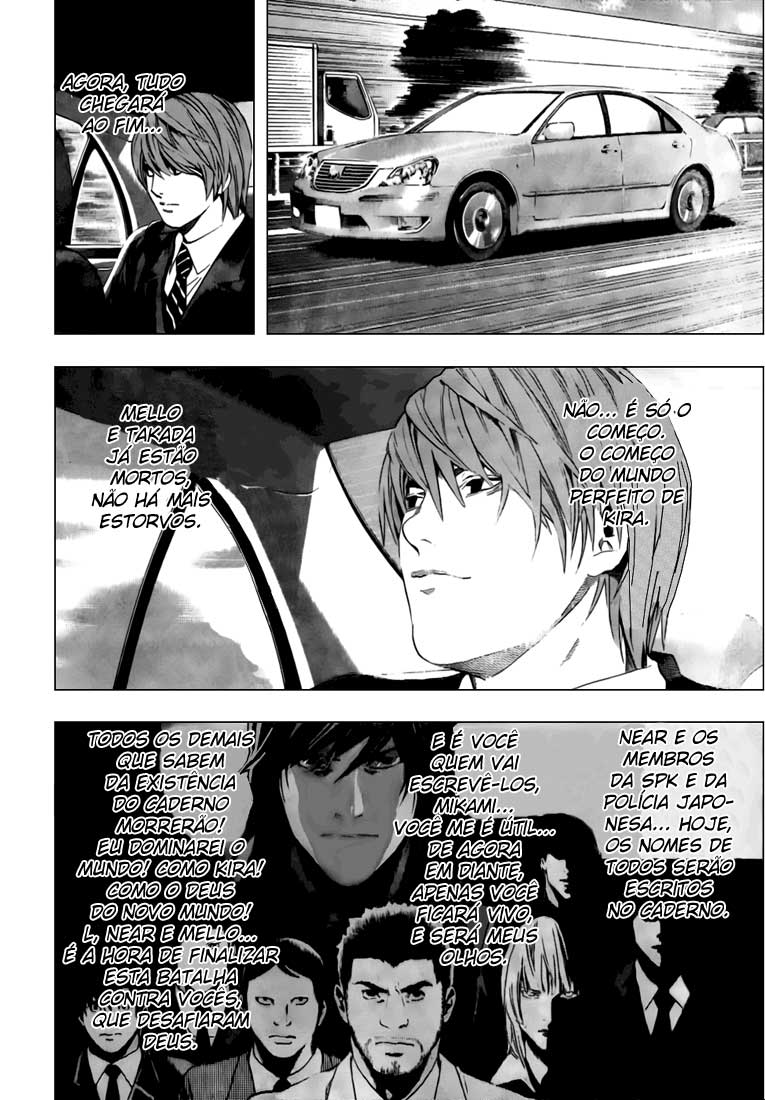 AGORA, TUDO
CHEGARÁ
AO FIM...
NÃO... É SÓ O
COMEÇO.
O COMEÇO
DO MUNDO
PERFEITO DE
KIRA.
MELLO
E TAKADA
JÁ ESTÃO
MORTOS,
NÃO HÁ MAIS
ESTORVOS.
NEAR E OS
MEMBROS
DA SPK E DA
POLÍCIA JAPO-
NESA... HOJE,
OS NOMES DE
TODOS SERÃO
ESCRITOS
NO CADERNO.
E É VOCÊ
QUEM VAI
ESCREVÊ-LOS,
MIKAMI...
VOCÊ ME É ÚTIL...
DE AGORA
EM DIANTE,
APENAS VOCÊ
FICARÁ VIVO,
E SERÁ MEUS
OLHOS.
TODOS OS DEMAIS
QUE SABEM
DA EXISTÊNCIA
DO CADERNO
MORRERÃO!
EU DOMINAREI O
MUNDO! COMO KIRA!
COMO O DEUS
DO NOVO MUNDO!
L, NEAR E MELLO...
É A HORA DE FINALIZAR
ESTA BATALHA
CONTRA VOCÊS,
QUE DESAFIARAM
DEUS.